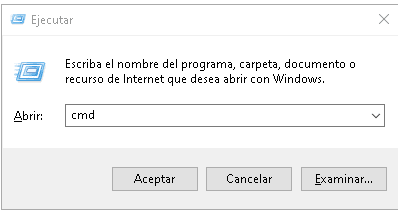 Ejecutar
Escriba el nombre del programa, carpeta, documento o
recurso de Internet que desea abrir con Windows.
Abrir: cmd
Aceptar Cancelar Examinar...